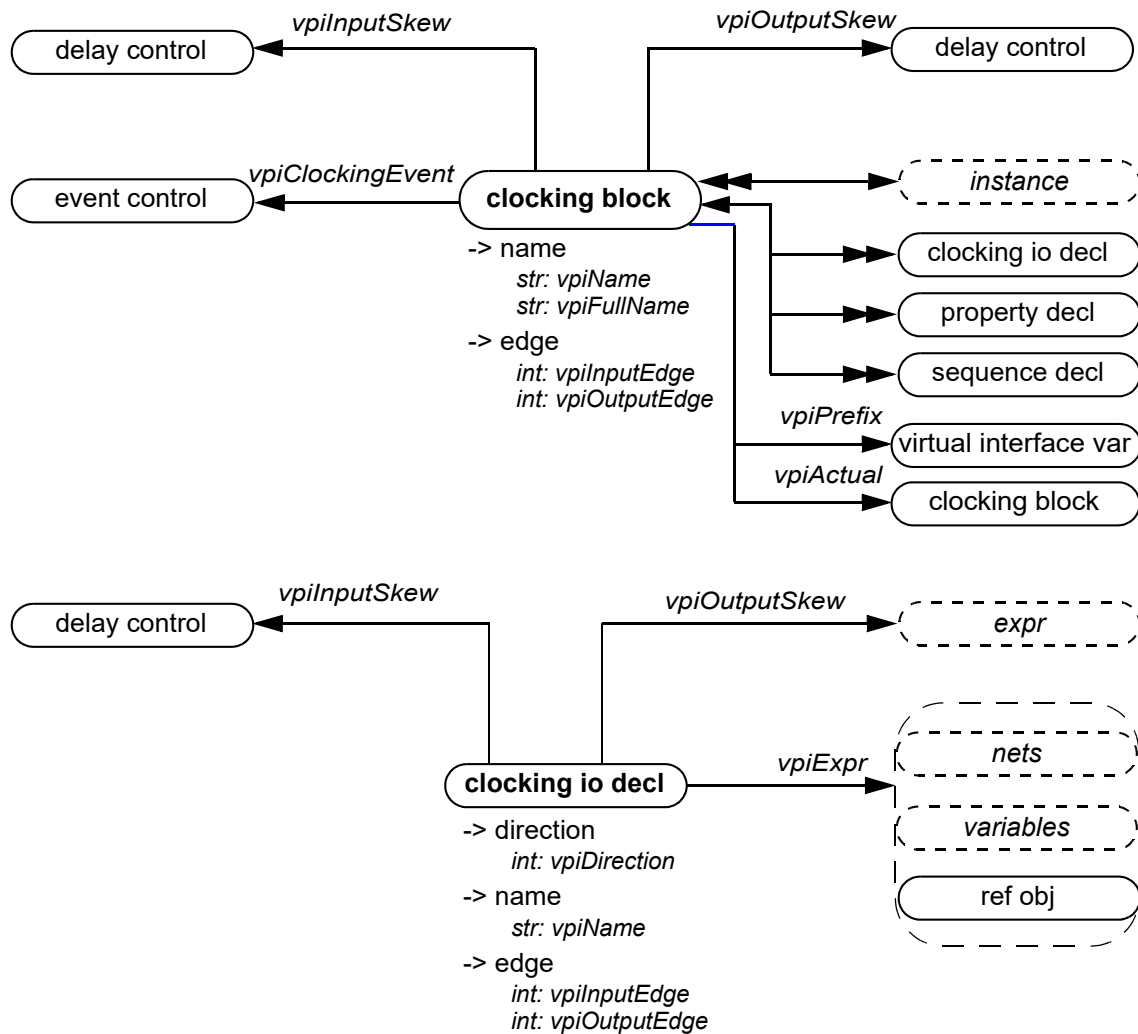 vpiInputSkew
vpiOutputSkew
delay control
delay control
vpiClockingEvent
event control
clocking block
instance
-> name
str: vpiName
str: vpiFullName
-> edge
int: vpiInputEdge
int: vpiOutputEdge
clocking io decl
property decl
sequence decl
vpiPrefix
virtual interface var
vpiActual
clocking block
vpiInputSkew
vpiOutputSkew
delay control
expr
clocking io decl
vpiExpr
nets
variables
ref obj
-> direction
int: vpiDirection
-> name
str: vpiName
-> edge
int: vpiInputEdge
int: vpiOutputEdge